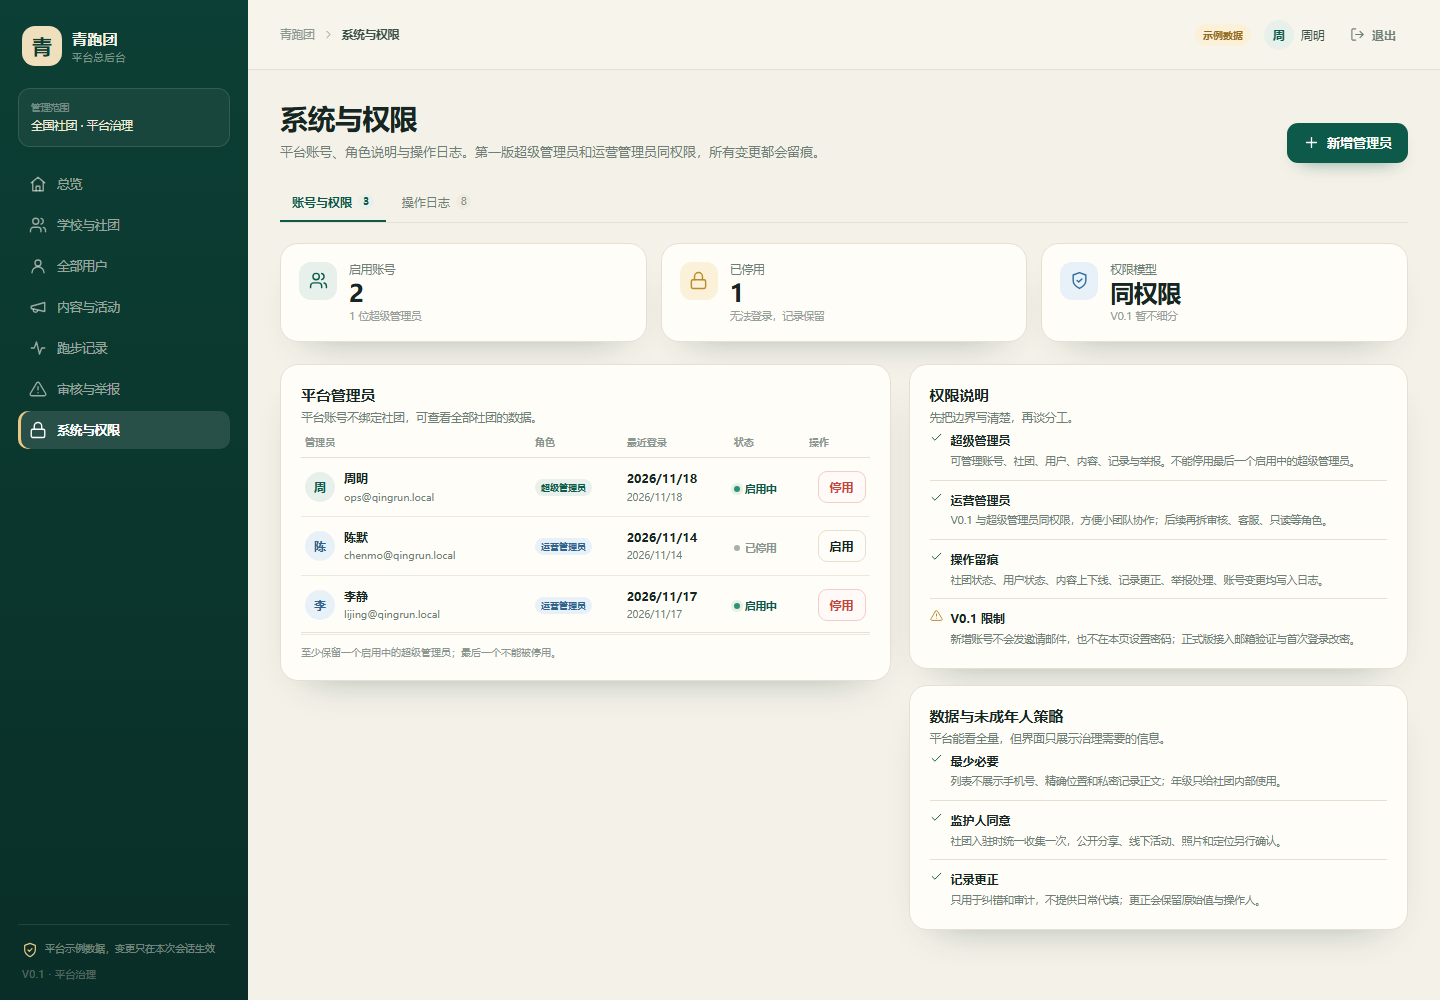 青
青跑团
平台总后台
管理范围
全国社团 · 平台治理
总览
学校与社团
全部用户
内容与活动
跑步记录
审核与举报
系统与权限
平台示例数据，变更只在本次会话生效
V0.1 · 平台治理
青跑团 > 系统与权限
示例数据
周 周明
退出
系统与权限
平台账号、角色说明与操作日志。第一版超级管理员和运营管理员同权限，所有变更都会留痕。
+ 新增管理员
账号与权限 3
操作日志 8
启用账号
2
1 位超级管理员
已停用
1
无法登录，记录保留
权限模型
同权限
V0.1 暂不细分
平台管理员
平台账号不绑定社团，可查看全部社团的数据。
管理员 角色 最近登录 状态 操作
周 周明 ops@qingrun.local 超级管理员 2026/11/18 2026/11/18 启用中 停用
陈 陈默 chenmo@qingrun.local 运营管理员 2026/11/14 2026/11/14 已停用 启用
李 李静 lijing@qingrun.local 运营管理员 2026/11/17 2026/11/17 启用中 停用
至少保留一个启用中的超级管理员；最后一个不能被停用。
权限说明
先把边界写清楚，再谈分工。
超级管理员
可管理账号、社团、用户、内容、记录与举报。不能停用最后一个启用中的超级管理员。
运营管理员
V0.1 与超级管理员同权限，方便小团队协作；后续再拆审核、客服、只读等角色。
操作留痕
社团状态、用户状态、内容上下线、记录更正、举报处理、账号变更均写入日志。
V0.1 限制
新增账号不会发邀请邮件，也不在本页设置密码；正式版接入邮箱验证与首次登录改密。
数据与未成年人策略
平台能看全量，但界面只展示治理需要的信息。
最少必要
列表不展示手机号、精确位置和私密记录正文；年级只给社团内部使用。
监护人同意
社团入驻时统一收集一次，公开分享、线下活动、照片和定位另行确认。
记录更正
只用于纠错和审计，不提供日常代填；更正会保留原始值与操作人。